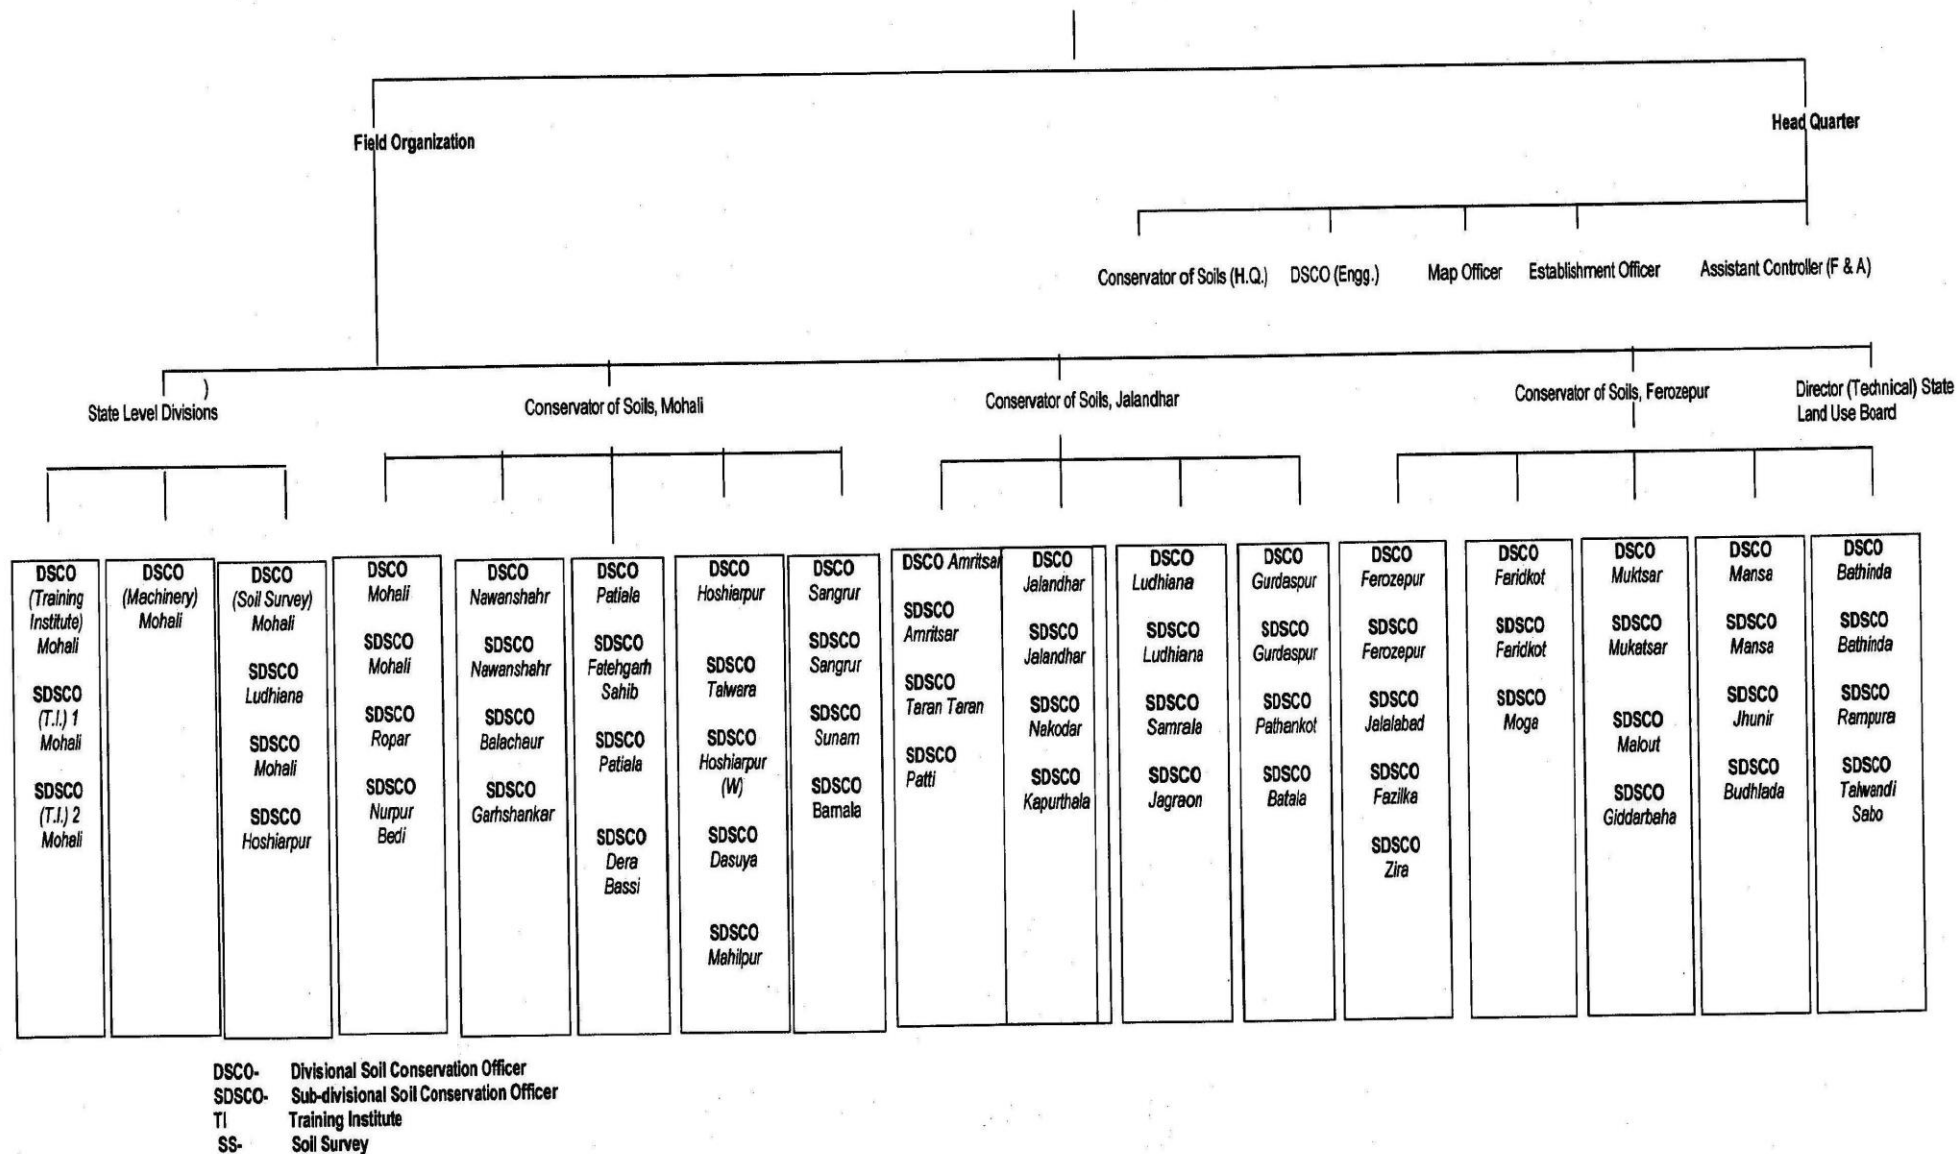 Field Organization
Head Quarter
Conservator of Soils (H.Q.)
DSCO (Engg.)
Map Officer
Establishment Officer
Assistant Controller (F & A)
)
State Level Divisions
Conservator of Soils, Mohali
Conservator of Soils, Jalandhar
Conservator of Soils, Ferozepur
Director (Technical) State
Land Use Board
DSCO
(Training
Institute)
Mohali
SDSCO
(T.I.) 1
Mohali
SDSCO
(T.I.) 2
Mohali
DSCO
(Machinery)
Mohali
DSCO
(Soil Survey)
Mohali
SDSCO
Ludhiana
SDSCO
Mohali
SDSCO
Hoshiarpur
DSCO
Mohali
SDSCO
Mohali
SDSCO
Ropar
SDSCO
Nurpur
Bedi
DSCO
Nawanshahr
SDSCO
Nawanshahr
SDSCO
Balachaur
SDSCO
Garhshankar
DSCO
Patiala
SDSCO
Fatehgarh
Sahib
SDSCO
Patiala
SDSCO
Dera
Bassi
DSCO
Hoshiarpur
SDSCO
Talwara
SDSCO
Hoshiarpur
(W)
SDSCO
Dasuya
SDSCO
Mahilpur
DSCO
Sangrur
SDSCO
Sangrur
SDSCO
Sunam
SDSCO
Barnala
DSCO Amritsar
SDSCO
Amritsar
SDSCO
Taran Taran
SDSCO
Patti
DSCO
Jalandhar
SDSCO
Jalandhar
SDSCO
Nakodar
SDSCO
Kapurthala
DSCO
Ludhiana
SDSCO
Ludhiana
SDSCO
Samrala
SDSCO
Jagraon
DSCO
Gurdaspur
SDSCO
Gurdaspur
SDSCO
Pathankot
SDSCO
Batala
DSCO
Ferozepur
SDSCO
Ferozepur
SDSCO
Jalalabad
SDSCO
Fazilka
SDSCO
Zira
DSCO
Faridkot
SDSCO
Faridkot
SDSCO
Moga
DSCO
Muktsar
SDSCO
Mukatsar
SDSCO
Malout
SDSCO
Giddarbaha
DSCO
Mansa
SDSCO
Mansa
SDSCO
Jhunir
SDSCO
Budhlada
DSCO
Bathinda
SDSCO
Bathinda
SDSCO
Rampura
SDSCO
Talwandi
Sabo
DSCO- Divisional Soil Conservation Officer
SDSCO- Sub-divisional Soil Conservation Officer
TI Training Institute
SS- Soil Survey